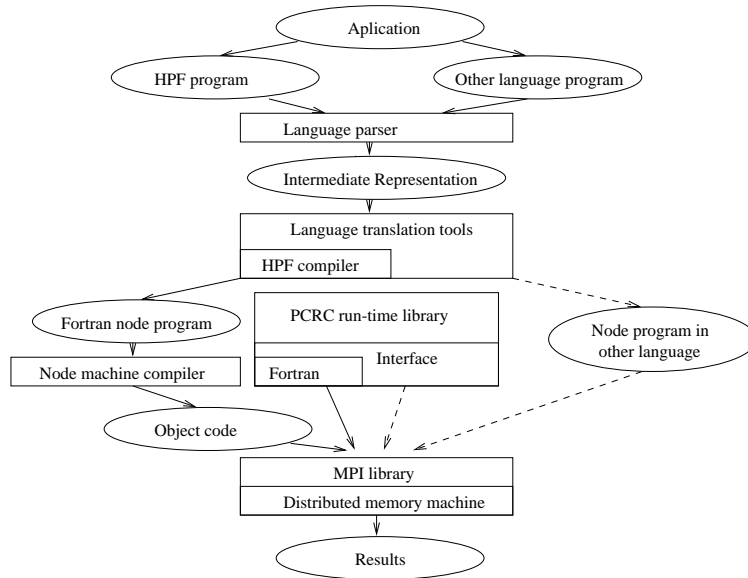 Aplication
HPF program
Other language program
Language parser
Intermediate Representation
Language translation tools
HPF compiler
Fortran node program
PCRC run-time library
Node program in
other language
Interface
Node machine compiler
Fortran
Object code
MPI library
Distributed memory machine
Results